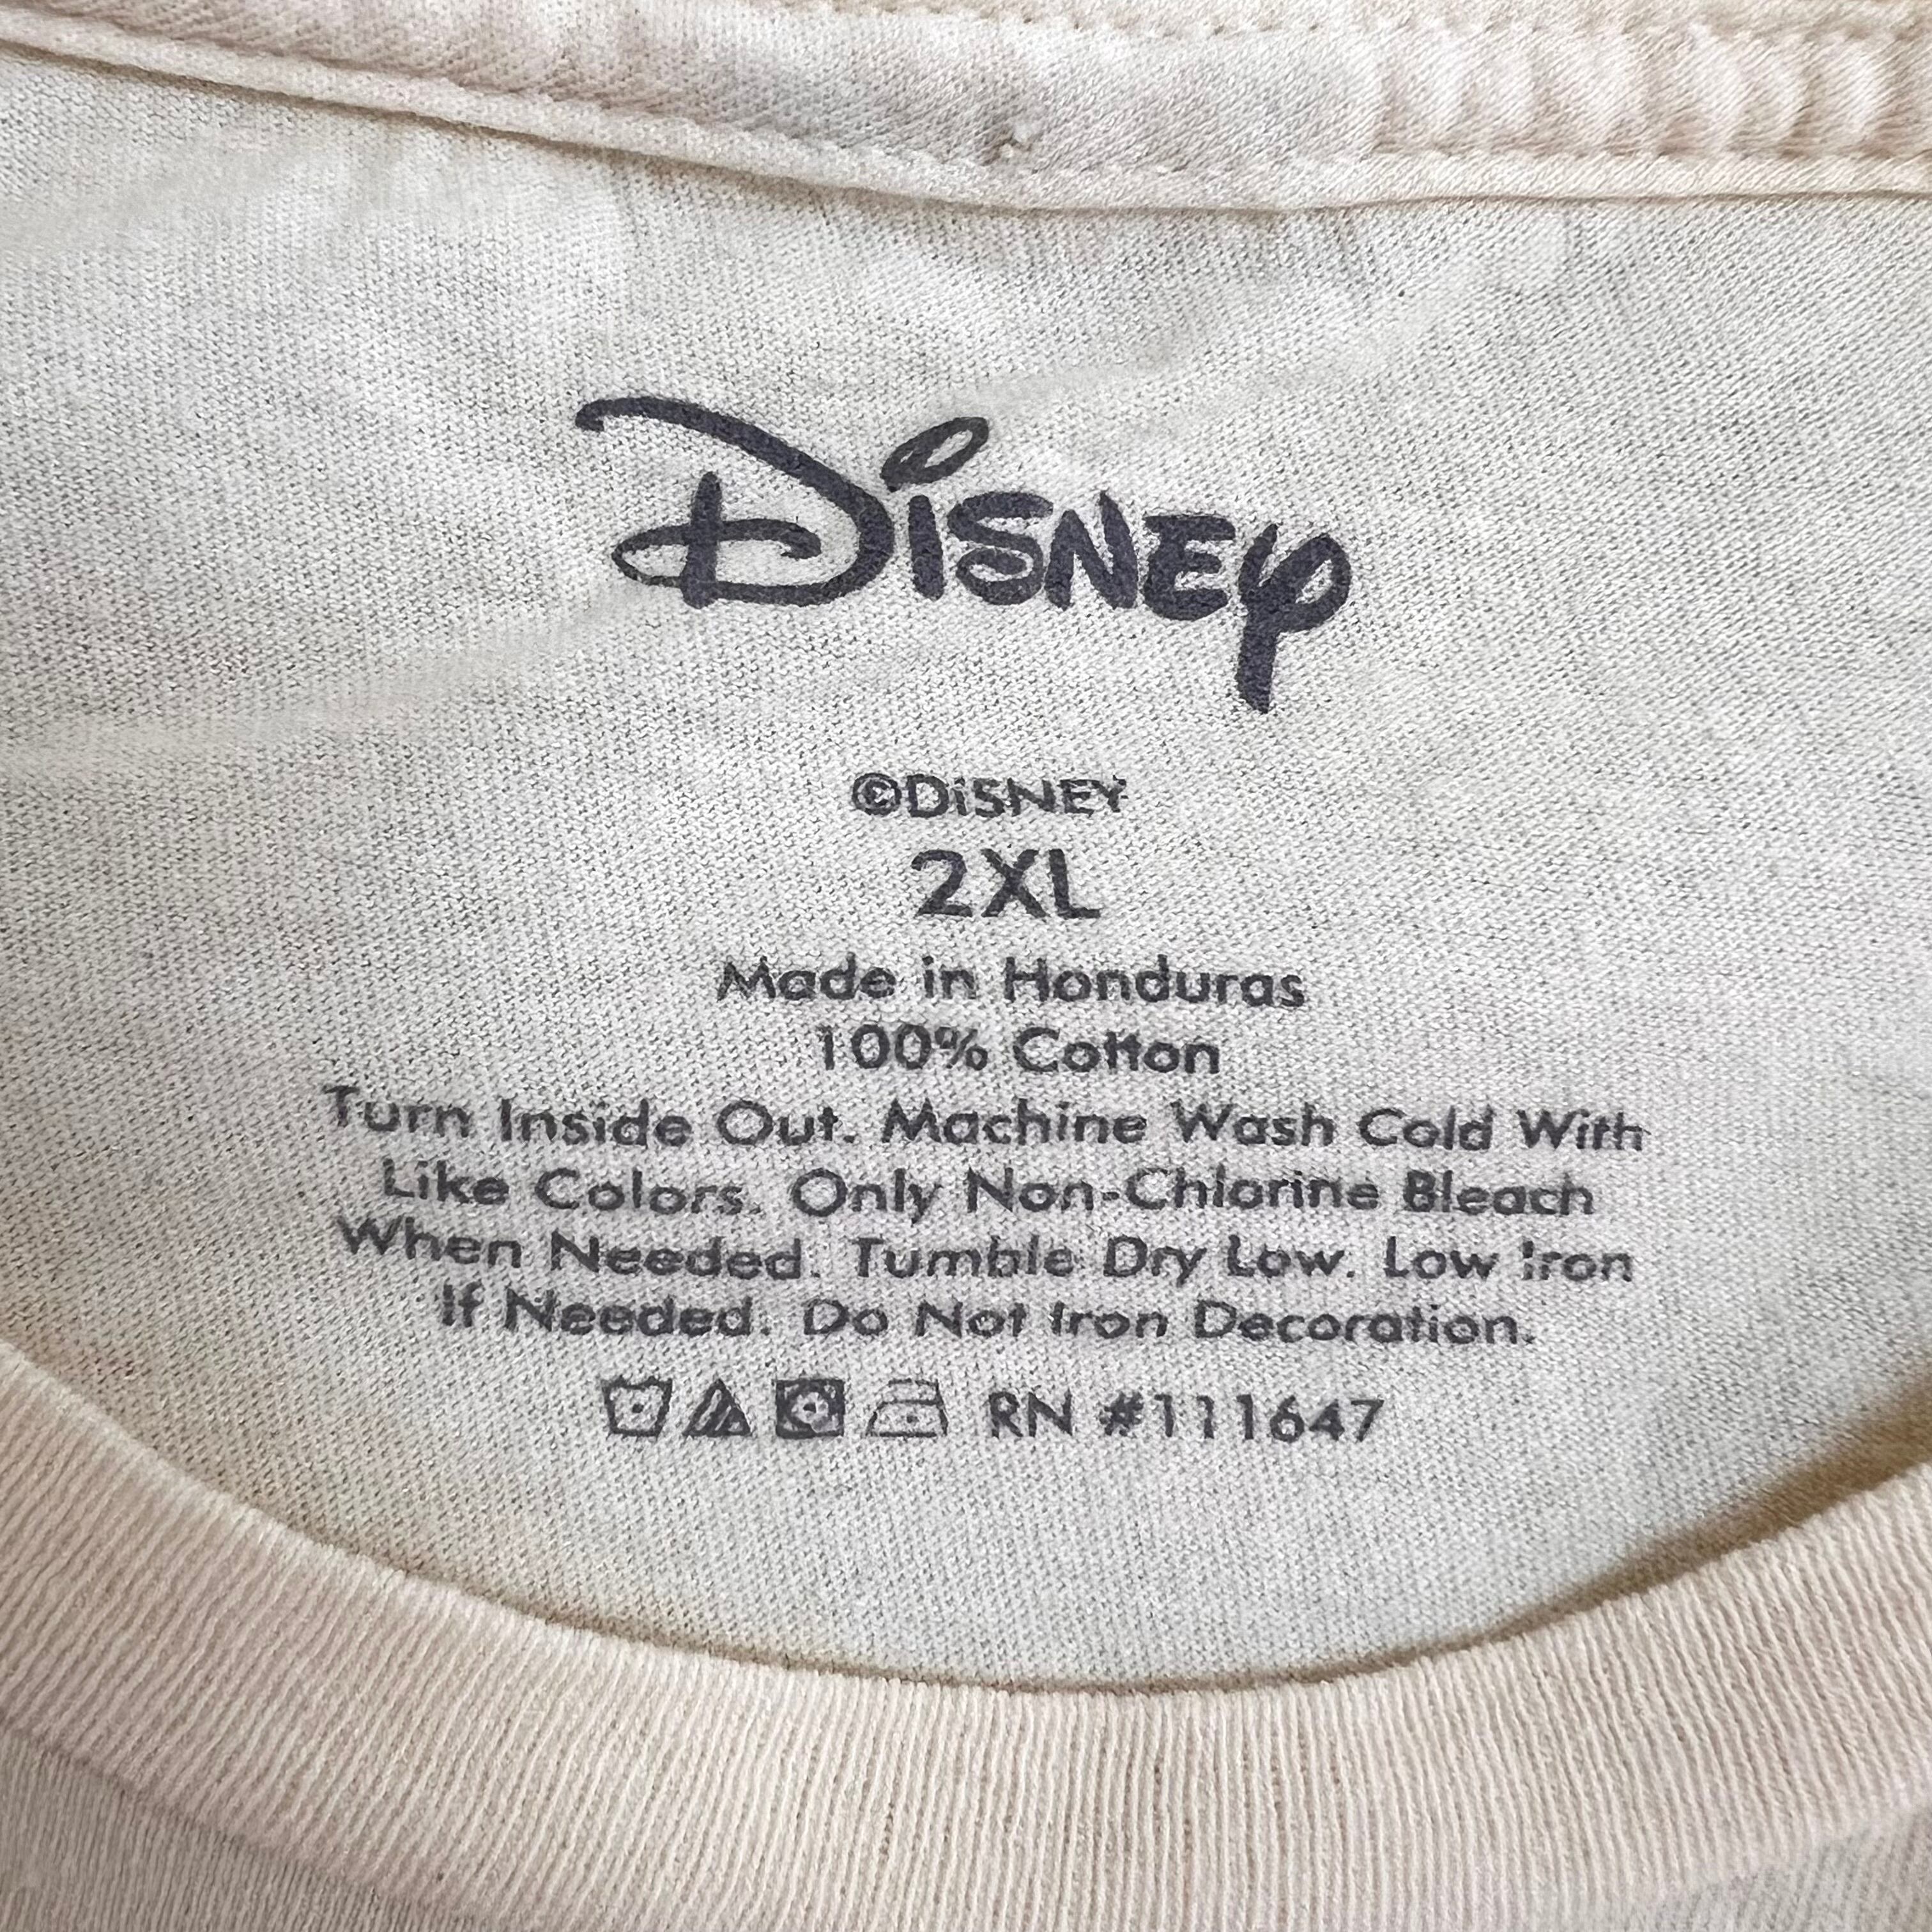 Disney
©DiSNEY
2XL
Made in Honduras
100% Cotton
Turn Inside Out. Machine Wash Cold With
Like Colors. Only Non-Chlorine Bleach
When Needed. Tumble Dry Low. Low Iron
If Needed. Do Not Iron Decoration.
RN #111647